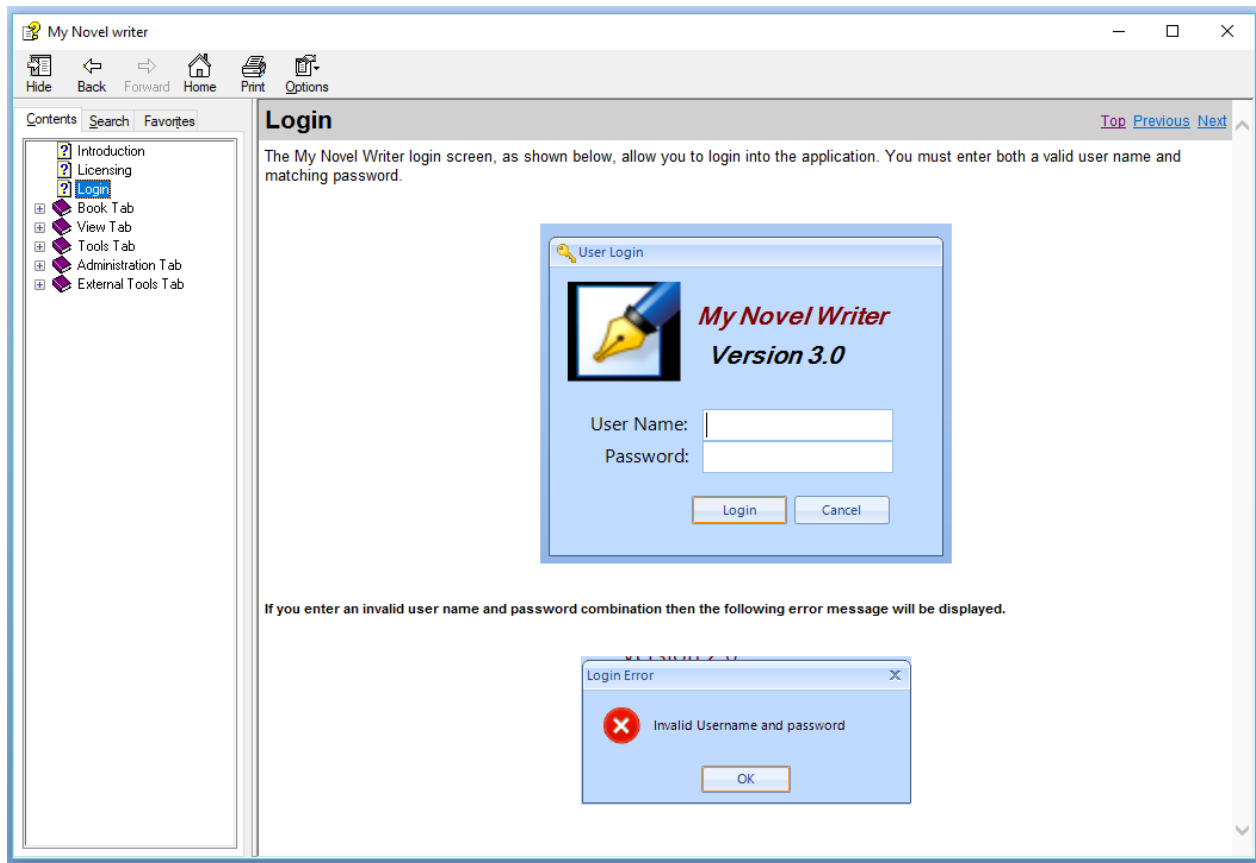 My Novel writer
Hide Back Forward Home Print Options
Contents Search Favorites
Introduction
Licensing
Login
Book Tab
View Tab
Tools Tab
Administration Tab
External Tools Tab
Login
Top Previous Next
The My Novel Writer login screen, as shown below, allow you to login into the application. You must enter both a valid user name and
matching password.
User Login
My Novel Writer
Version 3.0
User Name:
Password:
Login Cancel
If you enter an invalid user name and password combination then the following error message will be displayed.
Login Error
Invalid Username and password
OK